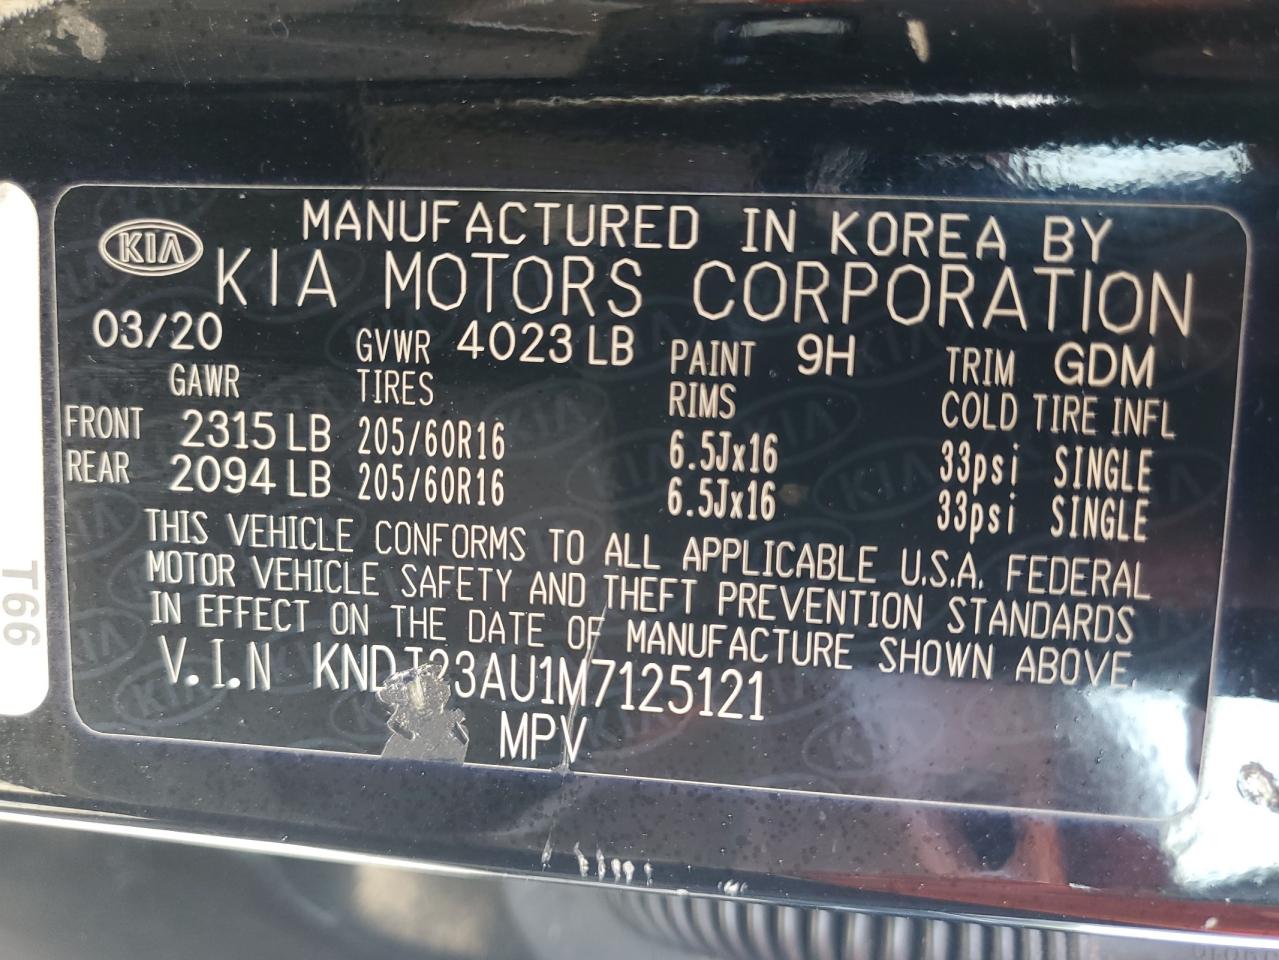 MANUFACTURED IN KOREA BY
KIA KIA MOTORS CORPORATION
03/20 GVWR 4023 LB PAINT 9H TRIM GDM
GAWR TIRES RIMS COLD TIRE INFL
FRONT 2315 LB 205/60R16 6.5Jx16 33psi SINGLE
REAR 2094 LB 205/60R16 6.5Jx16 33psi SINGLE
THIS VEHICLE CONFORMS TO ALL APPLICABLE U.S.A. FEDERAL
MOTOR VEHICLE SAFETY AND THEFT PREVENTION STANDARDS
IN EFFECT ON THE DATE OF MANUFACTURE SHOWN ABOVE.
V.I.N KNDJ23AU1M7125121
MPV
T66